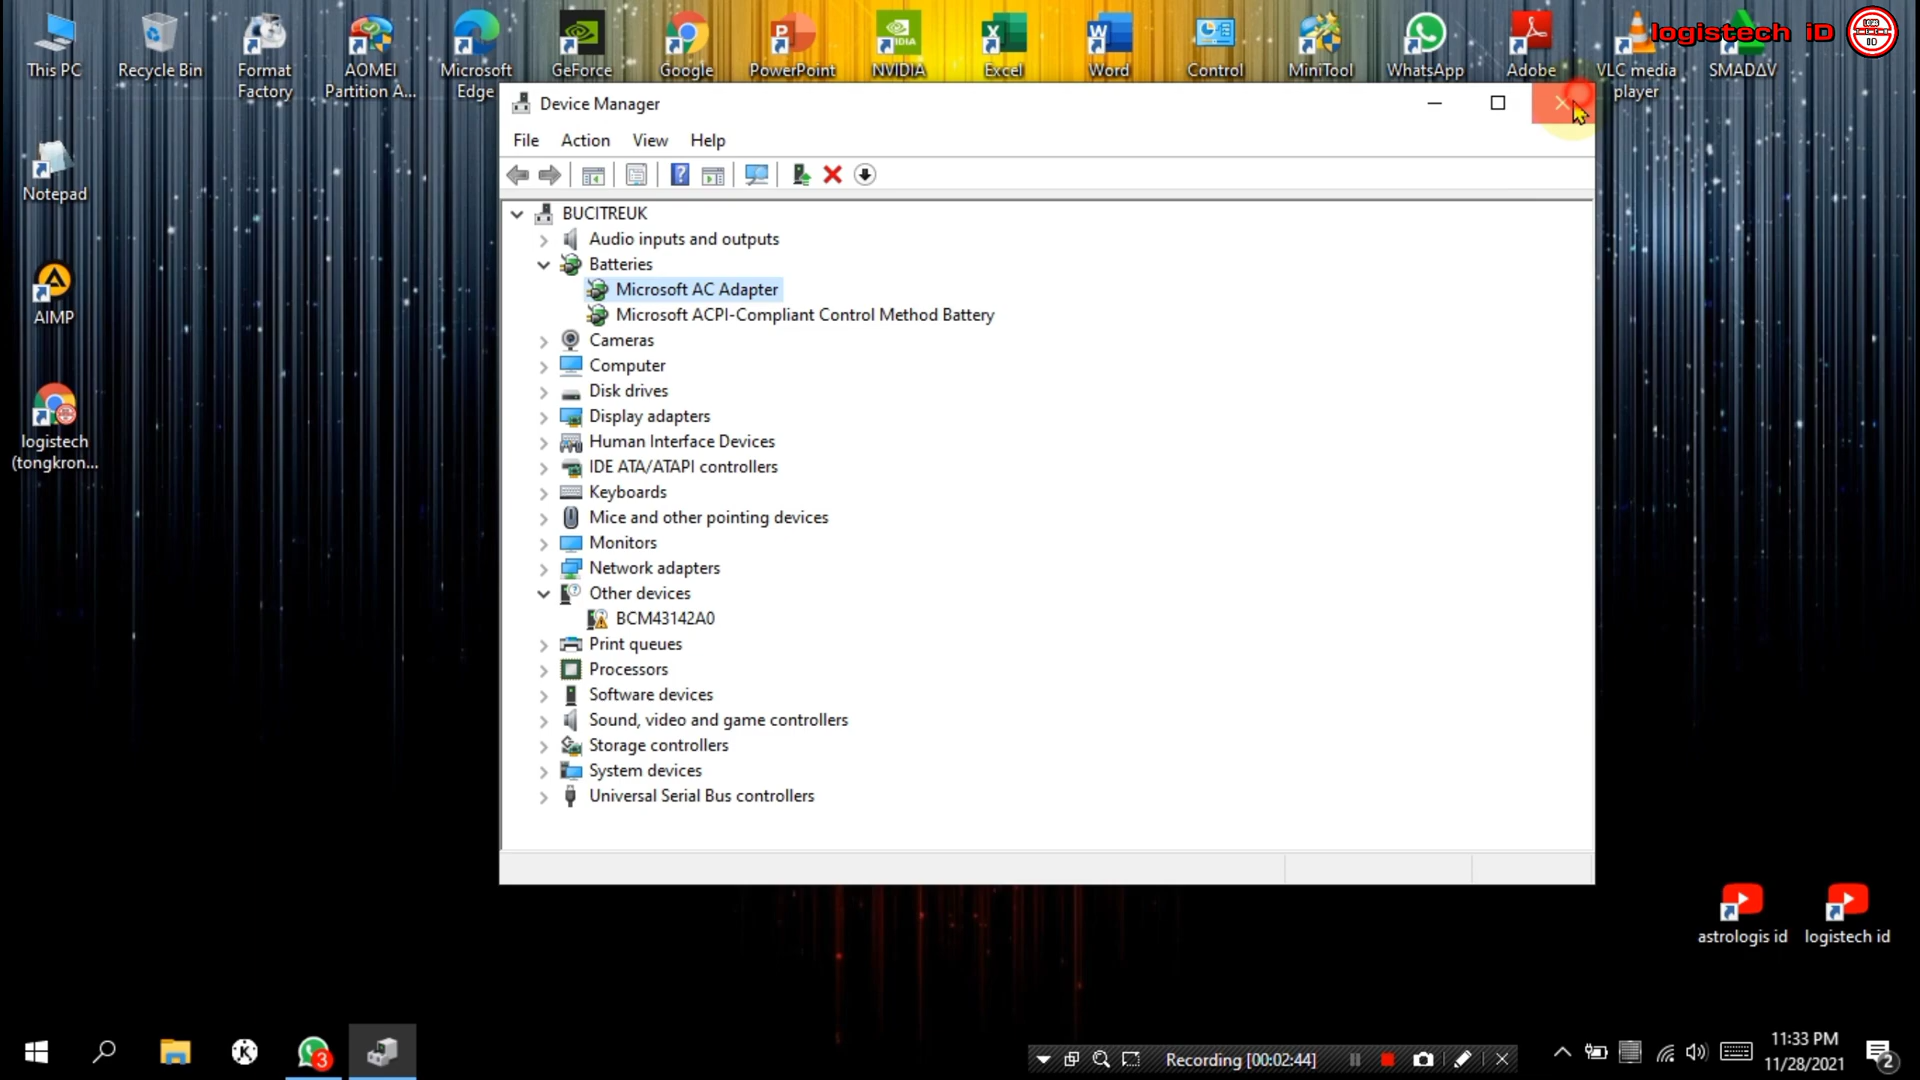 This PC
Recycle Bin
Format
Factory
AOMEI
Partition A...
Microsoft
Edge
GeForce
Google
PowerPoint
NVIDIA
Excel
Word
Control
MiniTool
WhatsApp
Adobe
VLC media
player
SMADΔV
logistech iD
Notepad
AIMP
logistech
(tongkron...
Device Manager
File Action View Help
BUCITREUK
Audio inputs and outputs
Batteries
Microsoft AC Adapter
Microsoft ACPI-Compliant Control Method Battery
Cameras
Computer
Disk drives
Display adapters
Human Interface Devices
IDE ATA/ATAPI controllers
Keyboards
Mice and other pointing devices
Monitors
Network adapters
Other devices
BCM43142A0
Print queues
Processors
Software devices
Sound, video and game controllers
Storage controllers
System devices
Universal Serial Bus controllers
astrologis id
logistech id
3
Recording [00:02:44]
11:33 PM
11/28/2021
2